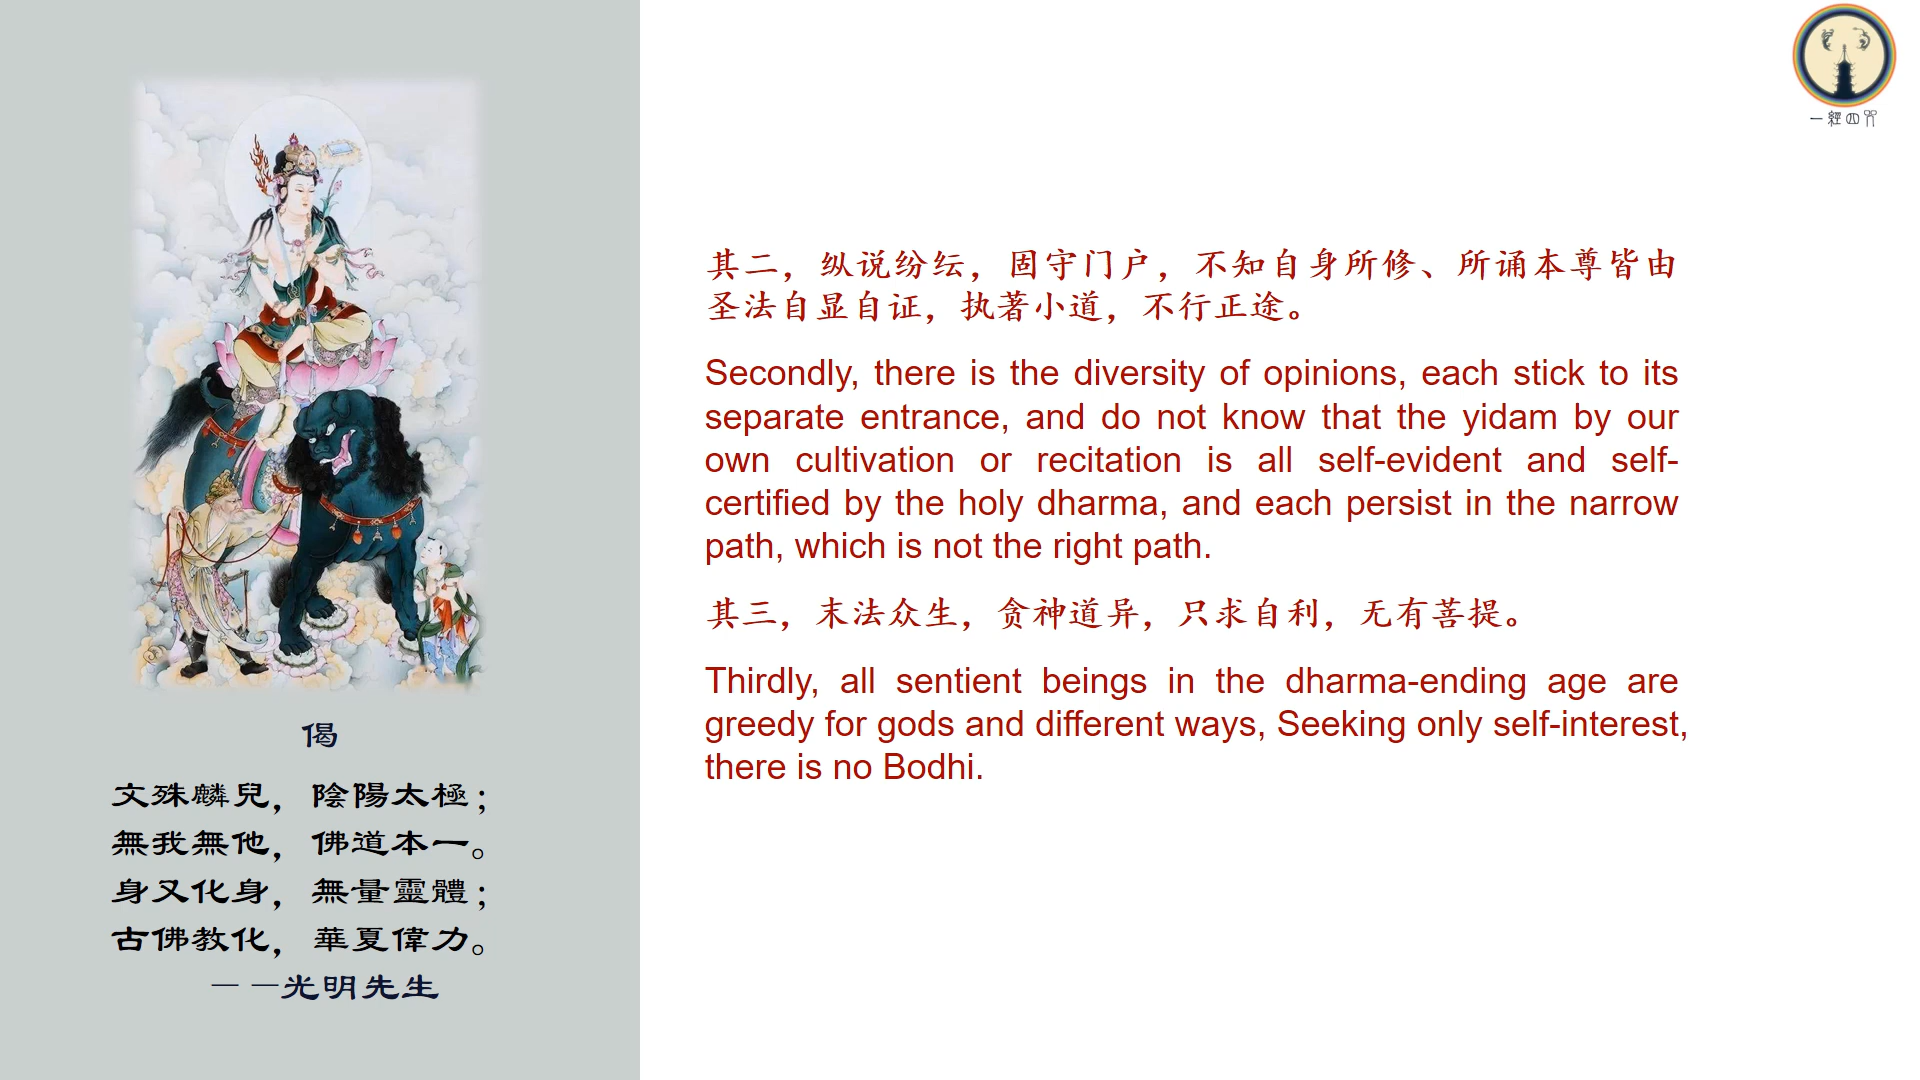 一經四咒
其二，纵说纷纭，固守门户，不知自身所修、所诵本尊皆由
圣法自显自证，执著小道，不行正途。
Secondly, there is the diversity of opinions, each stick to its
separate entrance, and do not know that the yidam by our
own cultivation or recitation is all self-evident and self-
certified by the holy dharma, and each persist in the narrow
path, which is not the right path.
其三，末法众生，贪神道异，只求自利，无有菩提。
Thirdly, all sentient beings in the dharma-ending age are
greedy for gods and different ways, Seeking only self-interest,
there is no Bodhi.
偈
文殊麟兒，陰陽太極；
無我無他，佛道本一。
身又化身，無量靈體；
古佛教化，華夏偉力。
——光明先生